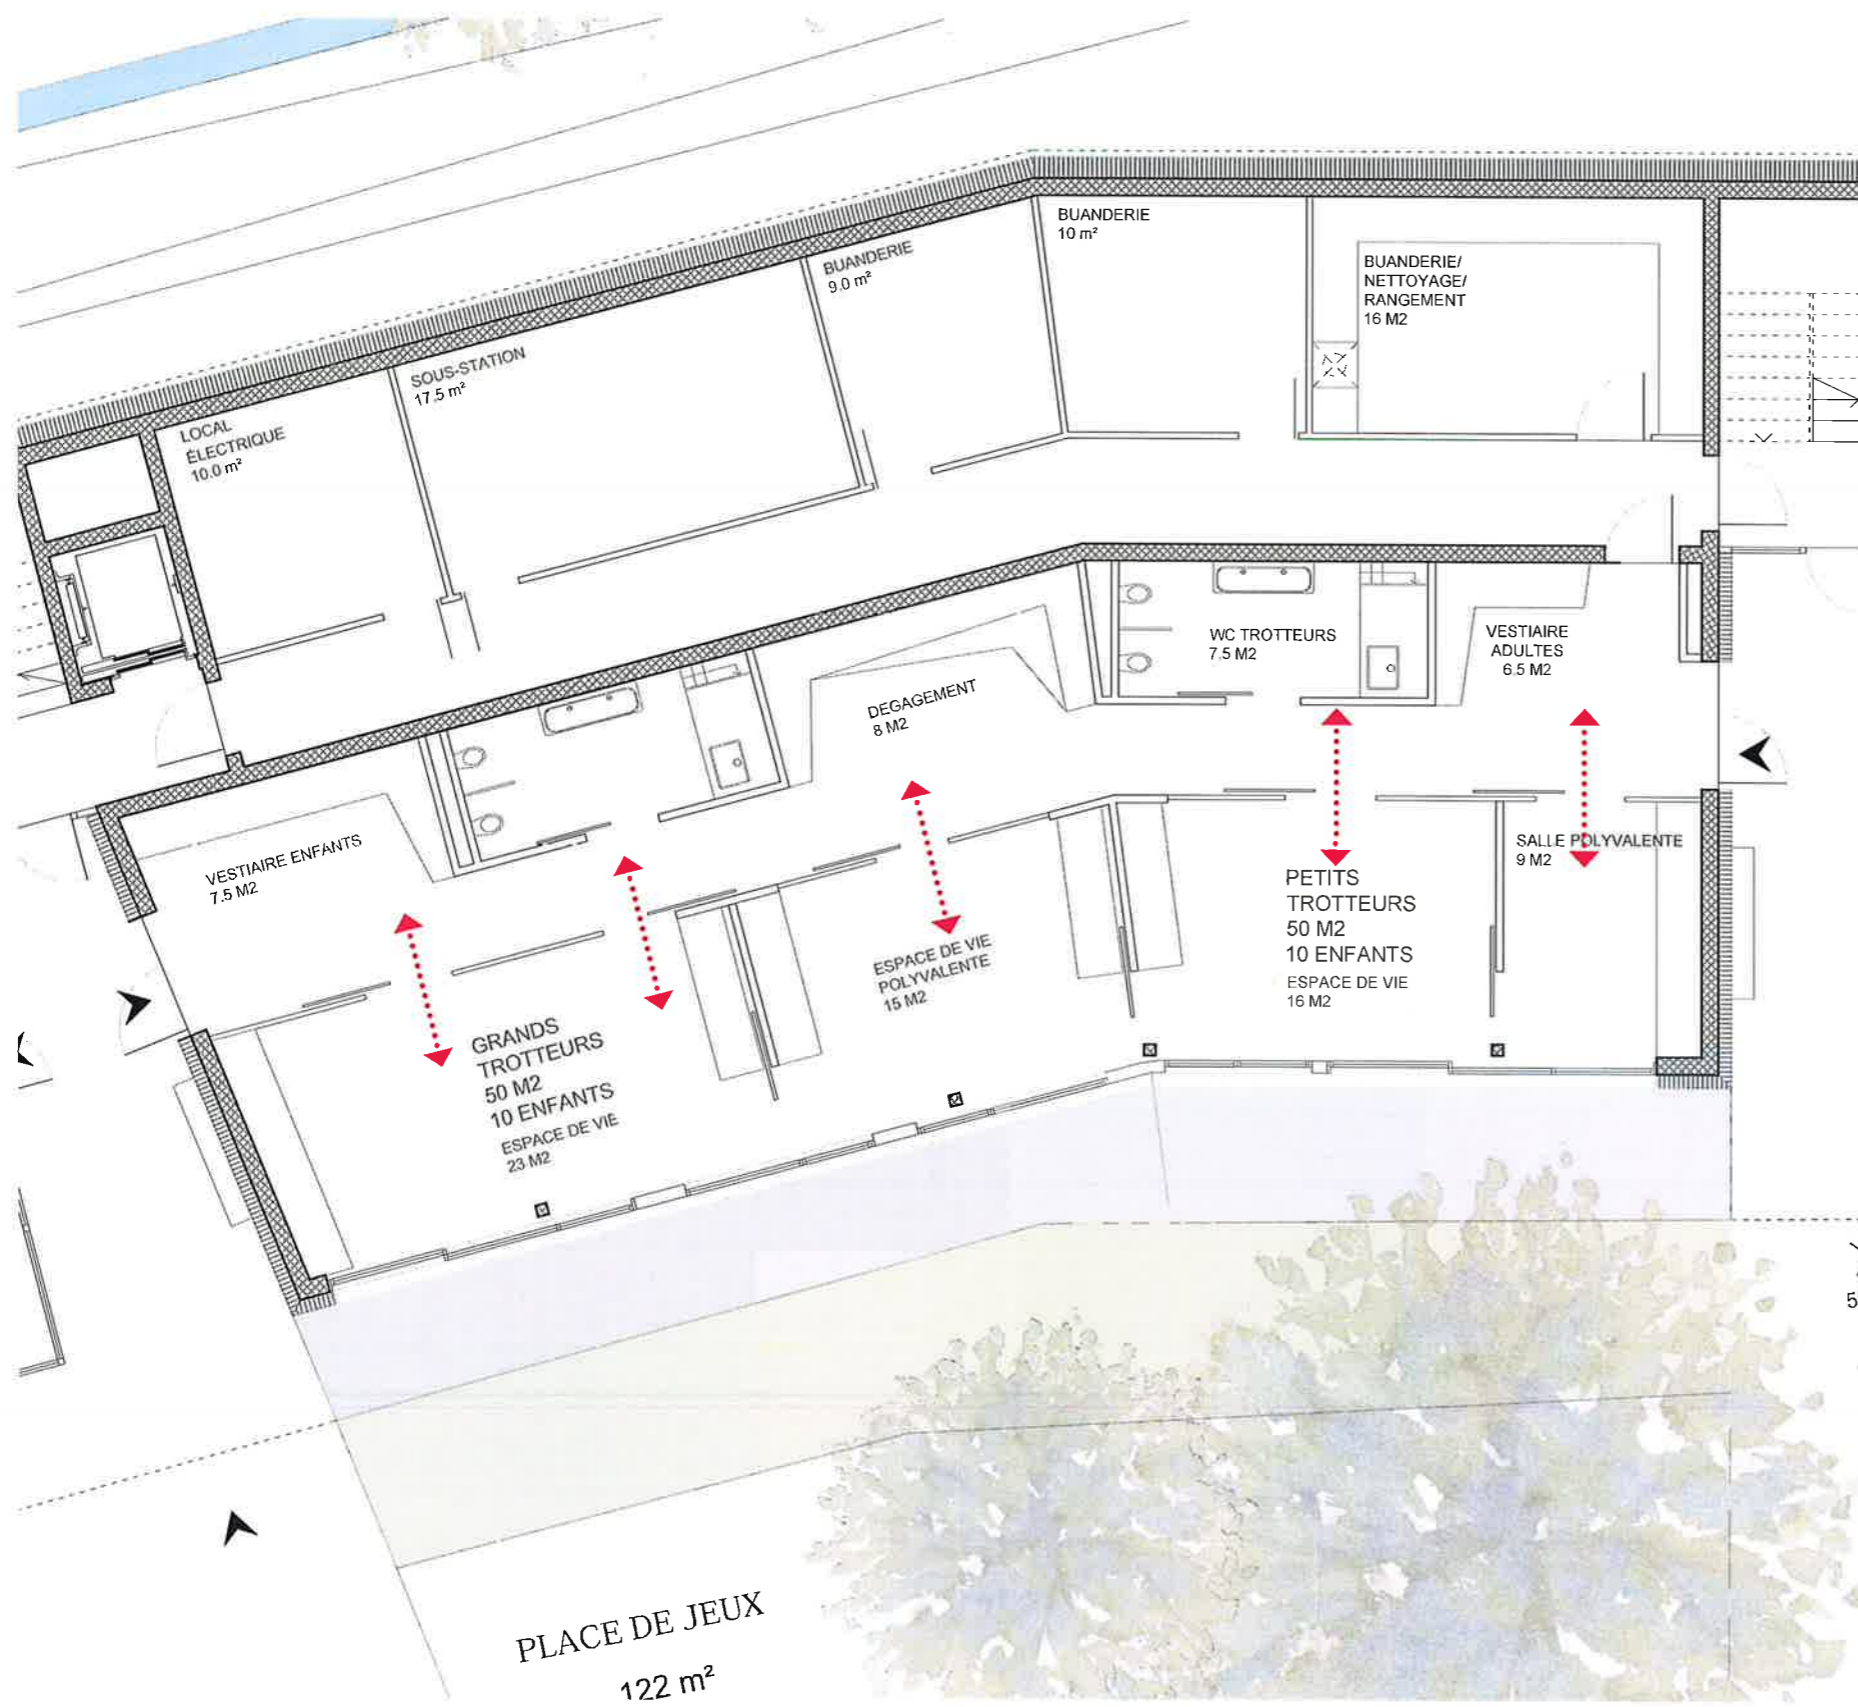 BUANDERIE
10 m²
BUANDERIE/
NETTOYAGE/
RANGEMENT
16 M2
BUANDERIE
9.0 m²
SOUS-STATION
17.5 m²
LOCAL
ÉLECTRIQUE
10.0 m²
WC TROTTEURS
7.5 M2
VESTIAIRE
ADULTES
6.5 M2
DEGAGEMENT
8 M2
VESTIAIRE ENFANTS
7.5 M2
SALLE POLYVALENTE
9 M2
PETITS
TROTTEURS
50 M2
10 ENFANTS
ESPACE DE VIE
16 M2
ESPACE DE VIE
POLYVALENTE
15 M2
GRANDS
TROTTEURS
50 M2
10 ENFANTS
ESPACE DE VIE
23 M2
5
PLACE DE JEUX
122 m²